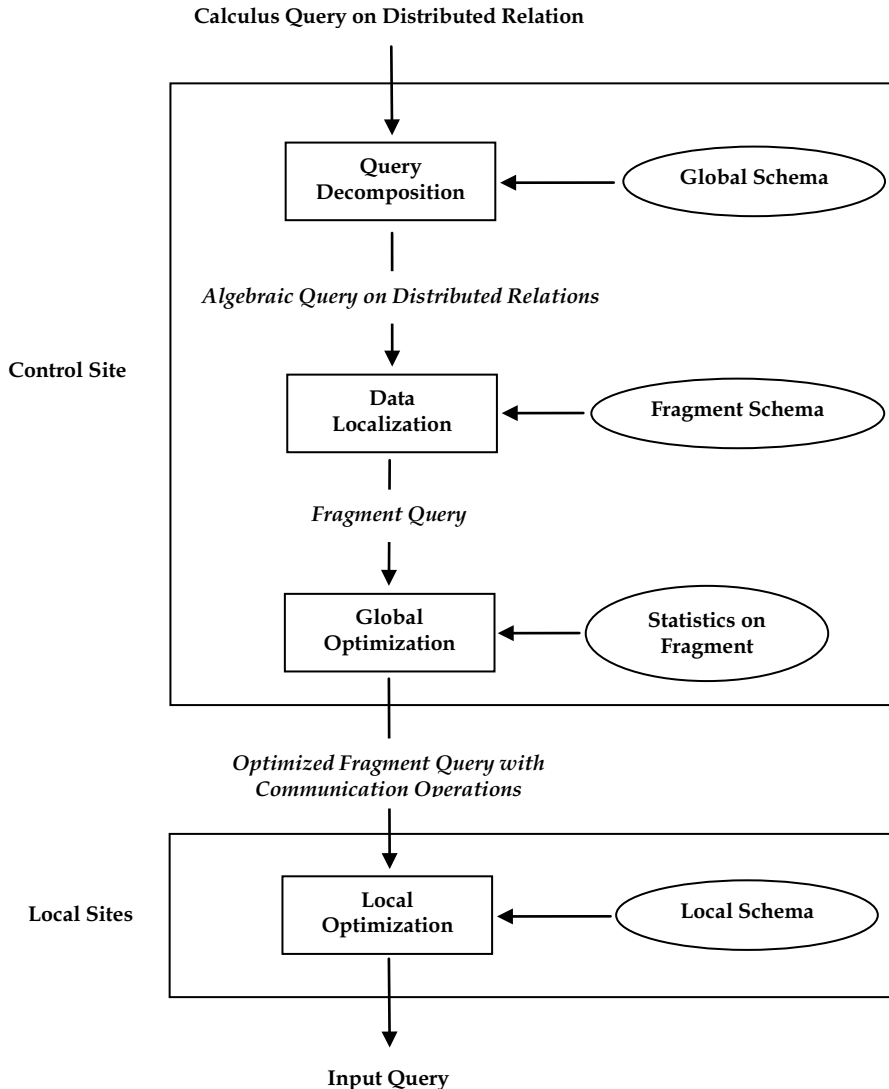 Calculus Query on Distributed Relation
Query
Decomposition
Global Schema
Algebraic Query on Distributed Relations
Control Site
Data
Localization
Fragment Schema
Fragment Query
Global
Optimization
Statistics on
Fragment
Optimized Fragment Query with
Communication Operations
Local Sites
Local
Optimization
Local Schema
Input Query